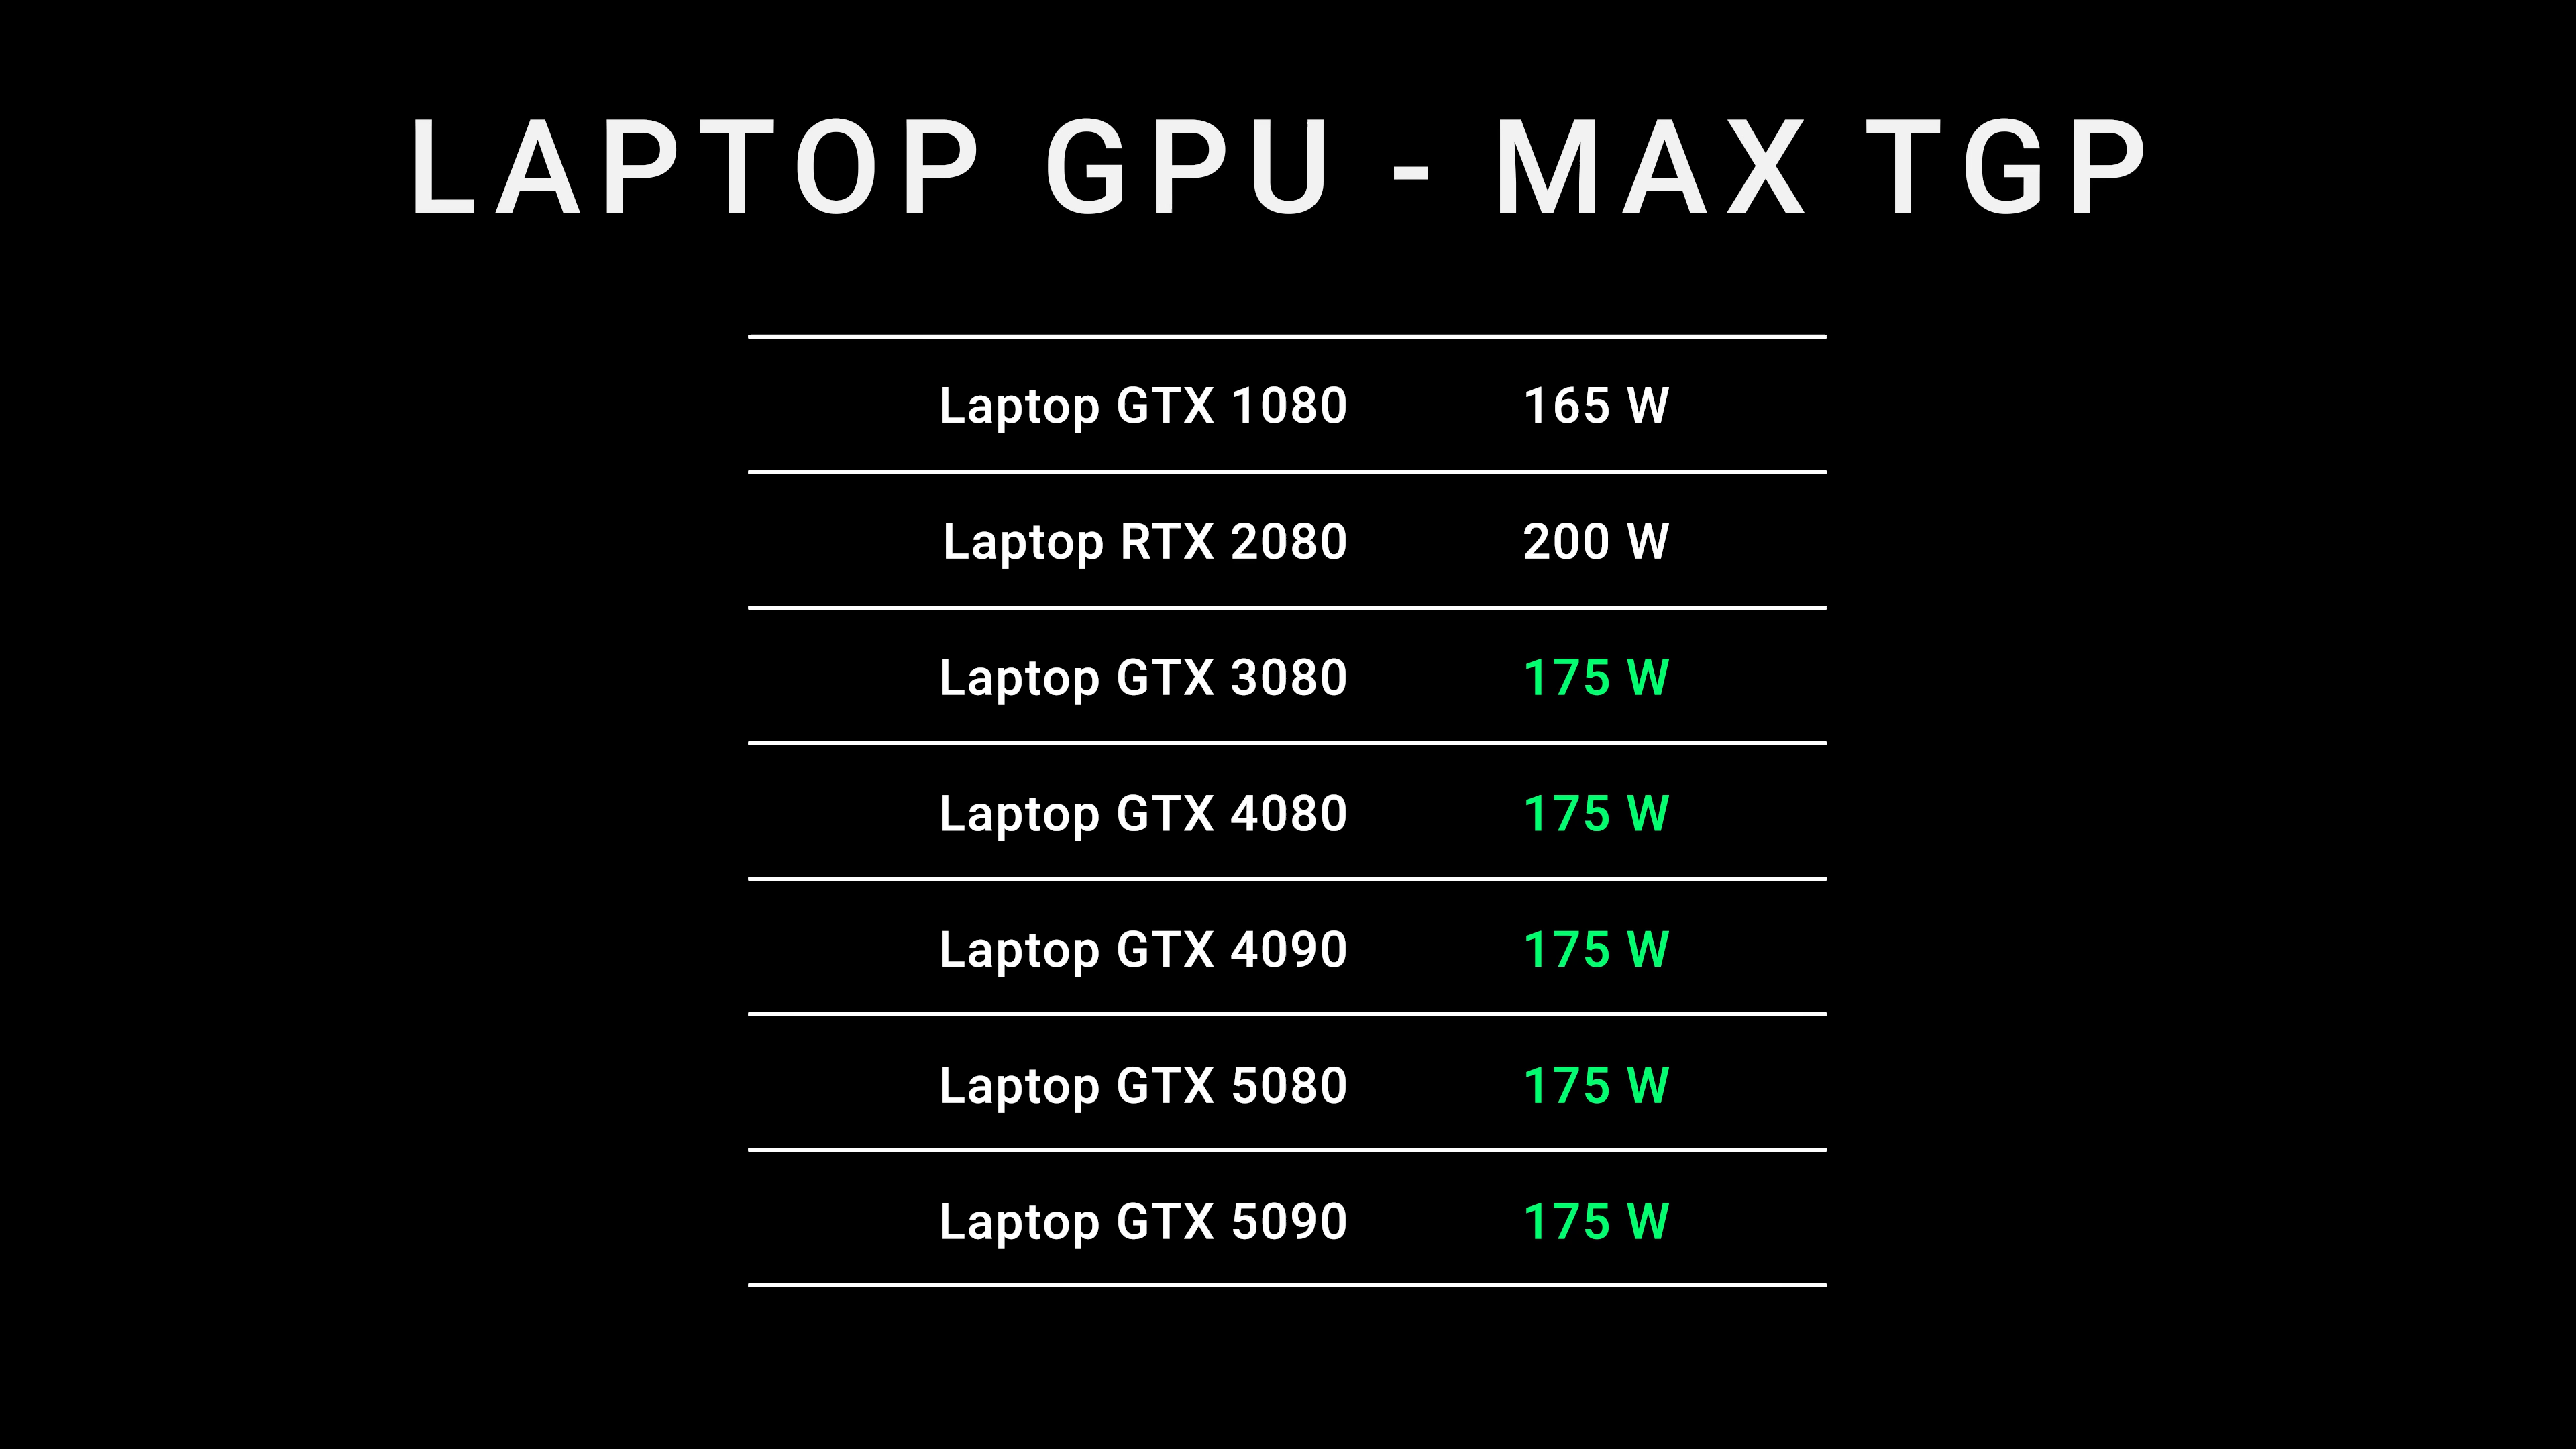 LAPTOP GPU - MAX TGP
Laptop GTX 1080 165 W
Laptop RTX 2080 200 W
Laptop GTX 3080 175 W
Laptop GTX 4080 175 W
Laptop GTX 4090 175 W
Laptop GTX 5080 175 W
Laptop GTX 5090 175 W